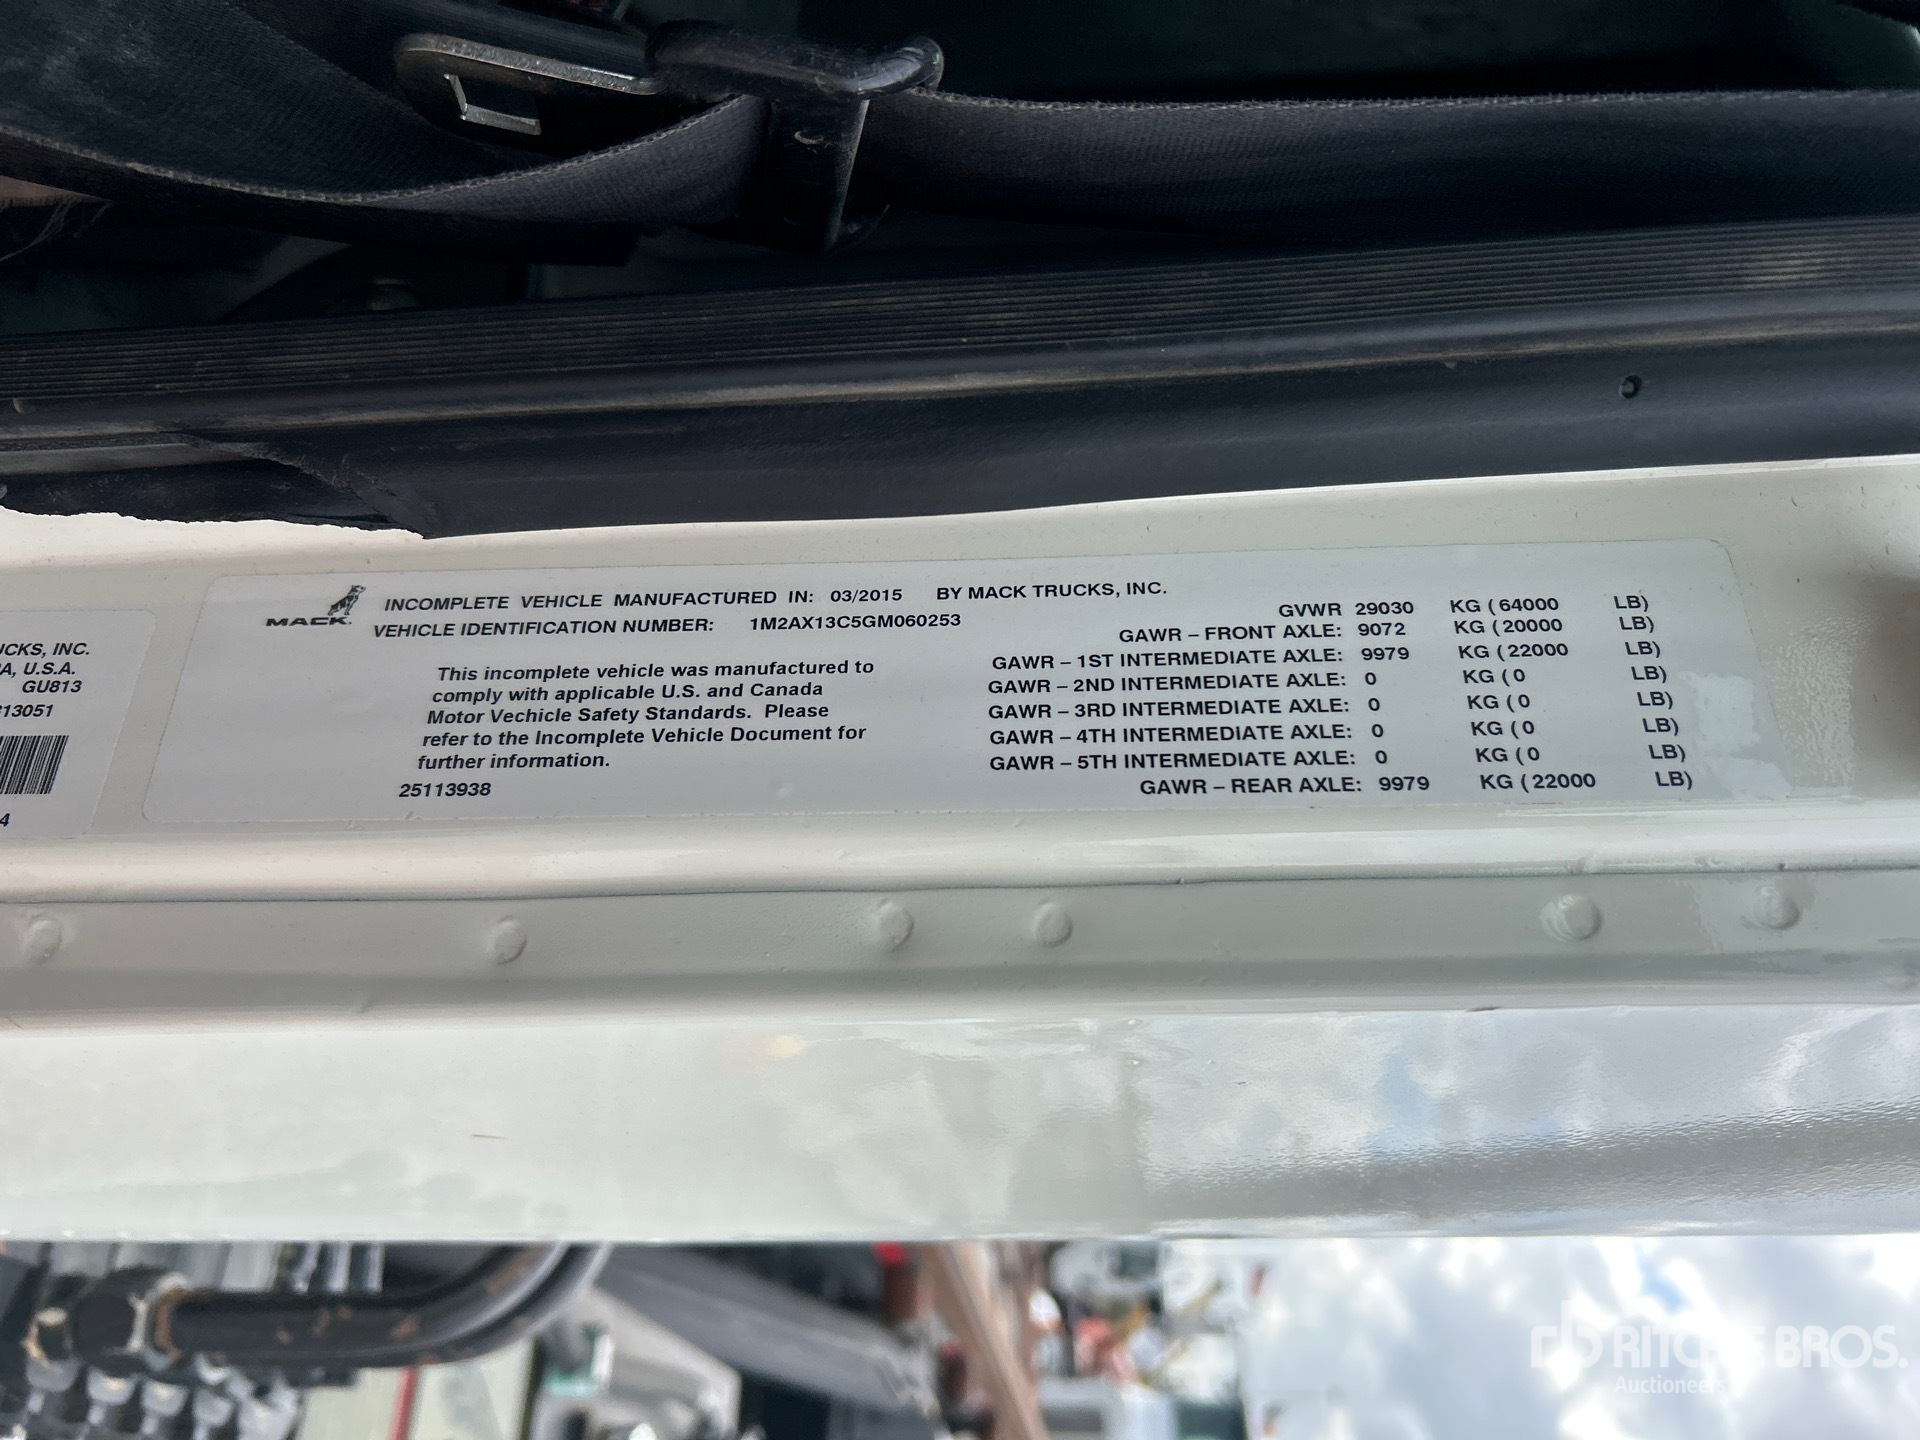 UCKS, INC.
A, U.S.A.
GU813
13051
4
MACK.
INCOMPLETE VEHICLE MANUFACTURED IN: 03/2015 BY MACK TRUCKS, INC.
VEHICLE IDENTIFICATION NUMBER: 1M2AX13C5GM060253
This incomplete vehicle was manufactured to
comply with applicable U.S. and Canada
Motor Vechicle Safety Standards. Please
refer to the Incomplete Vehicle Document for
further information.
25113938
GVWR 29030 KG ( 64000 LB)
GAWR – FRONT AXLE: 9072 KG ( 20000 LB)
GAWR – 1ST INTERMEDIATE AXLE: 9979 KG ( 22000 LB)
GAWR – 2ND INTERMEDIATE AXLE: 0 KG ( 0 LB)
GAWR – 3RD INTERMEDIATE AXLE: 0 KG ( 0 LB)
GAWR – 4TH INTERMEDIATE AXLE: 0 KG ( 0 LB)
GAWR – 5TH INTERMEDIATE AXLE: 0 KG ( 0 LB)
GAWR – REAR AXLE: 9979 KG ( 22000 LB)
rb RITCHIE BROS.
Auctioneers